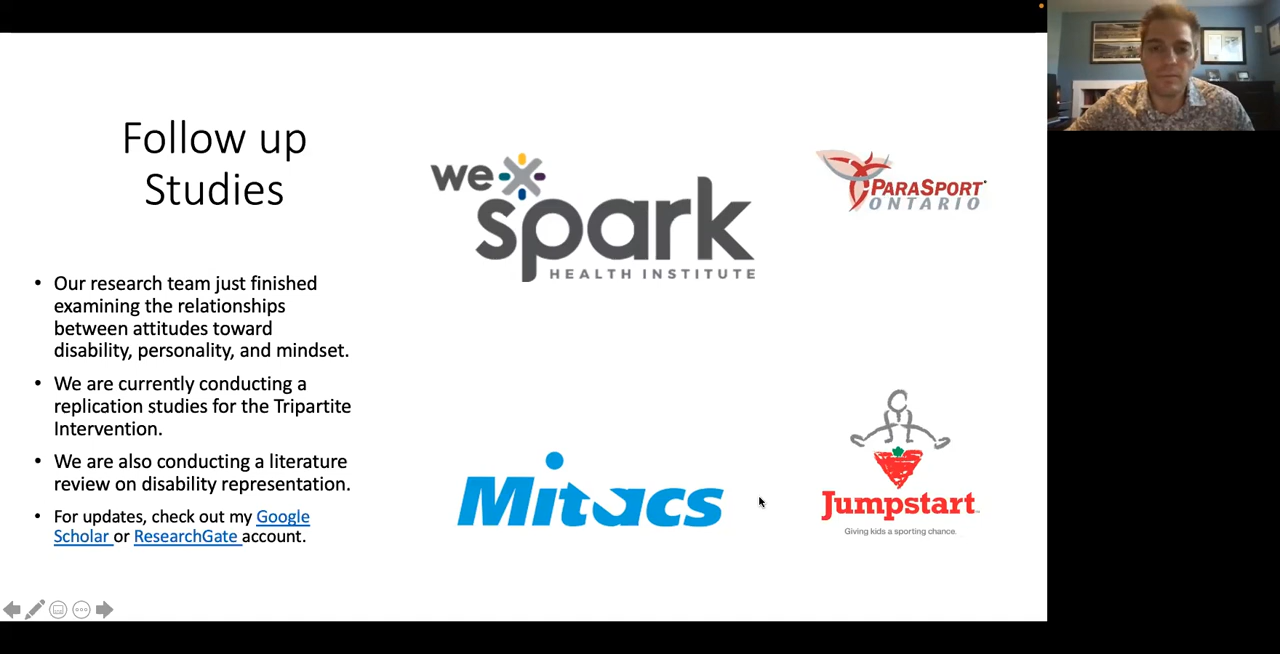 Follow up
Studies
• Our research team just finished
examining the relationships
between attitudes toward
disability, personality, and mindset.
• We are currently conducting a
replication studies for the Tripartite
Intervention.
• We are also conducting a literature
review on disability representation.
• For updates, check out my Google
Scholar or ResearchGate account.
we
spark
HEALTH INSTITUTE
PARASPORT
ONTARIO
Mitacs
Jumpstart
Giving kids a sporting chance.